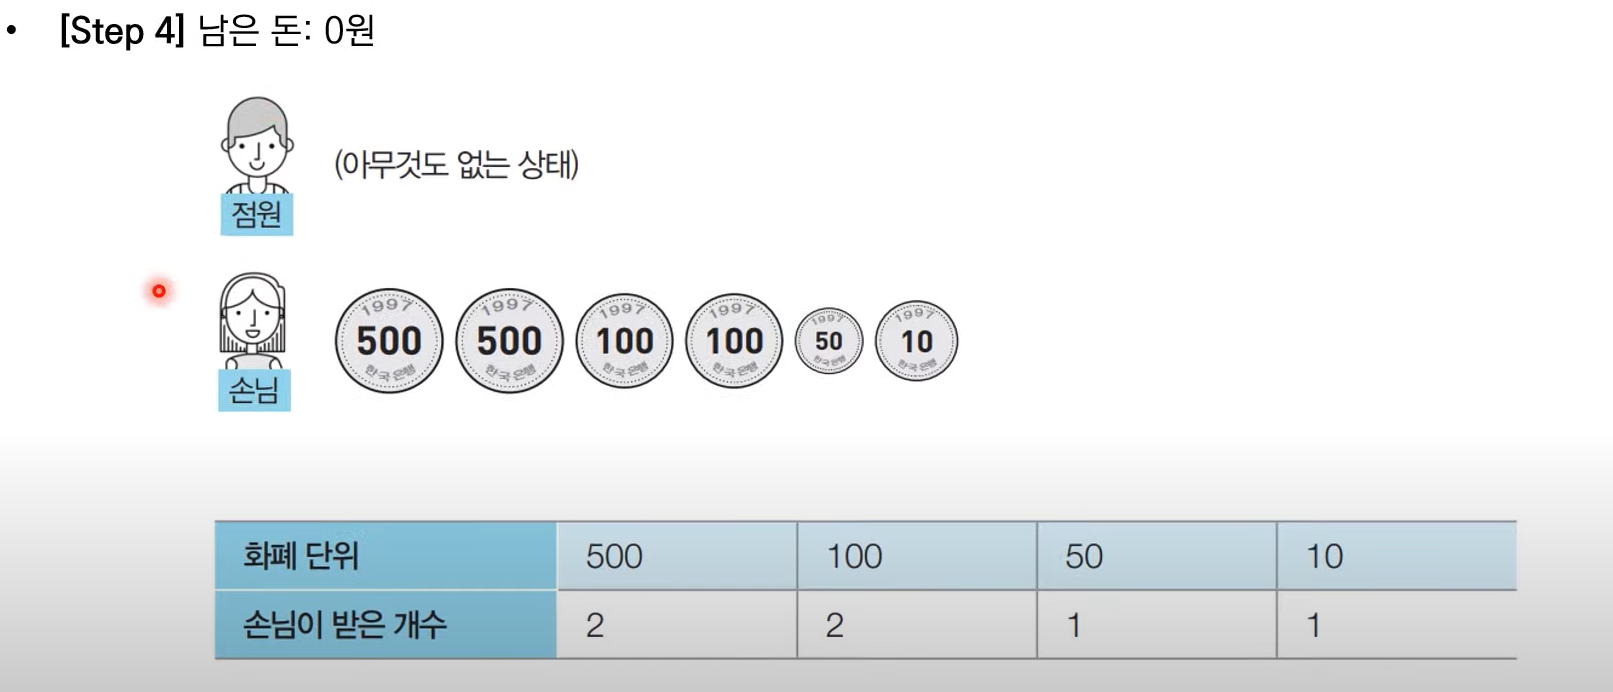 • [Step 4] 남은 돈: 0원
(아무것도 없는 상태)
점원
1997 500 한국은행
1997 500 한국은행
1997 100 한국은행
1997 100 한국은행
1997 50 한국은행
1997 10 한국은행
손님
화폐 단위 500 100 50 10
손님이 받은 개수 2 2 1 1